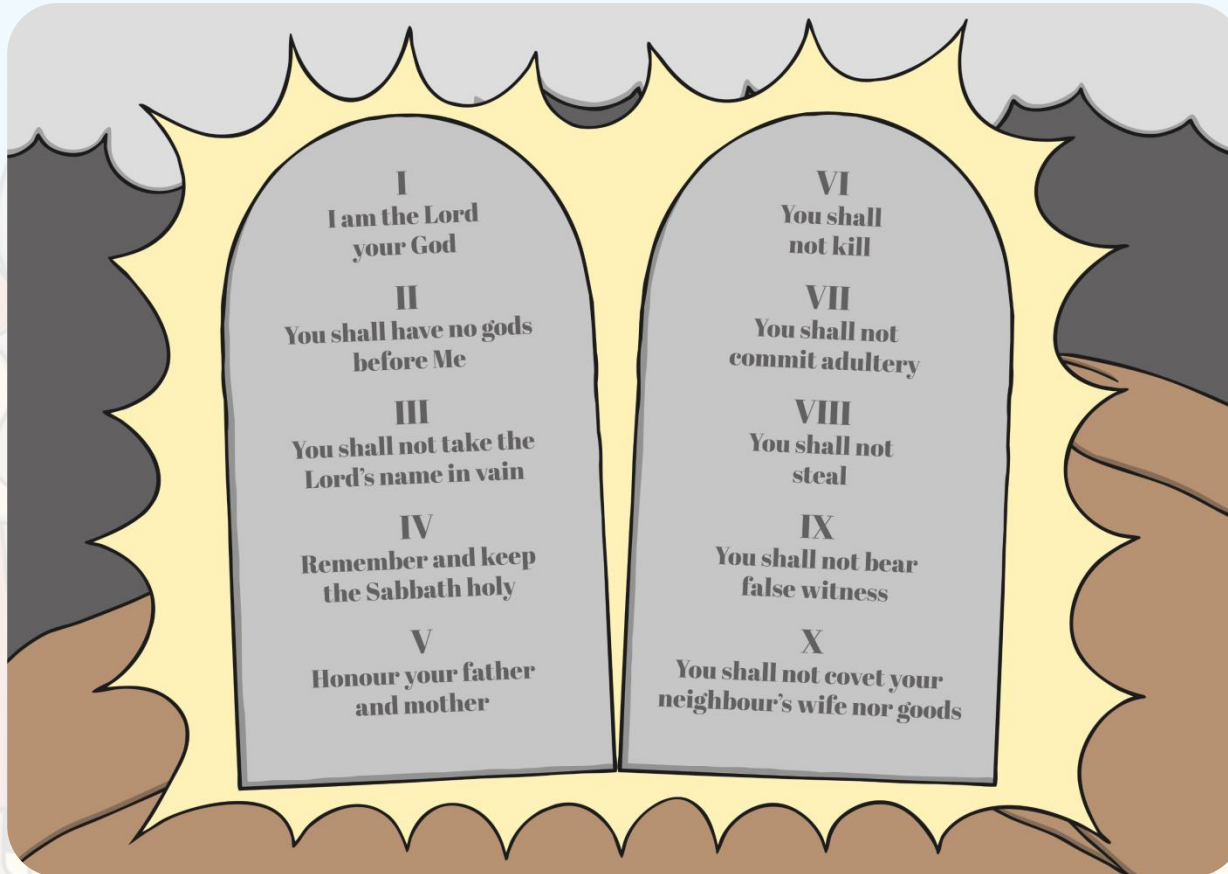 I
I am the Lord
your God
II
You shall have no gods
before Me
III
You shall not take the
Lord's name in vain
IV
Remember and keep
the Sabbath holy
V
Honour your father
and mother
VI
You shall
not kill
VII
You shall not
commit adultery
VIII
You shall not
steal
IX
You shall not bear
false witness
X
You shall not covet your
neighbour's wife nor goods